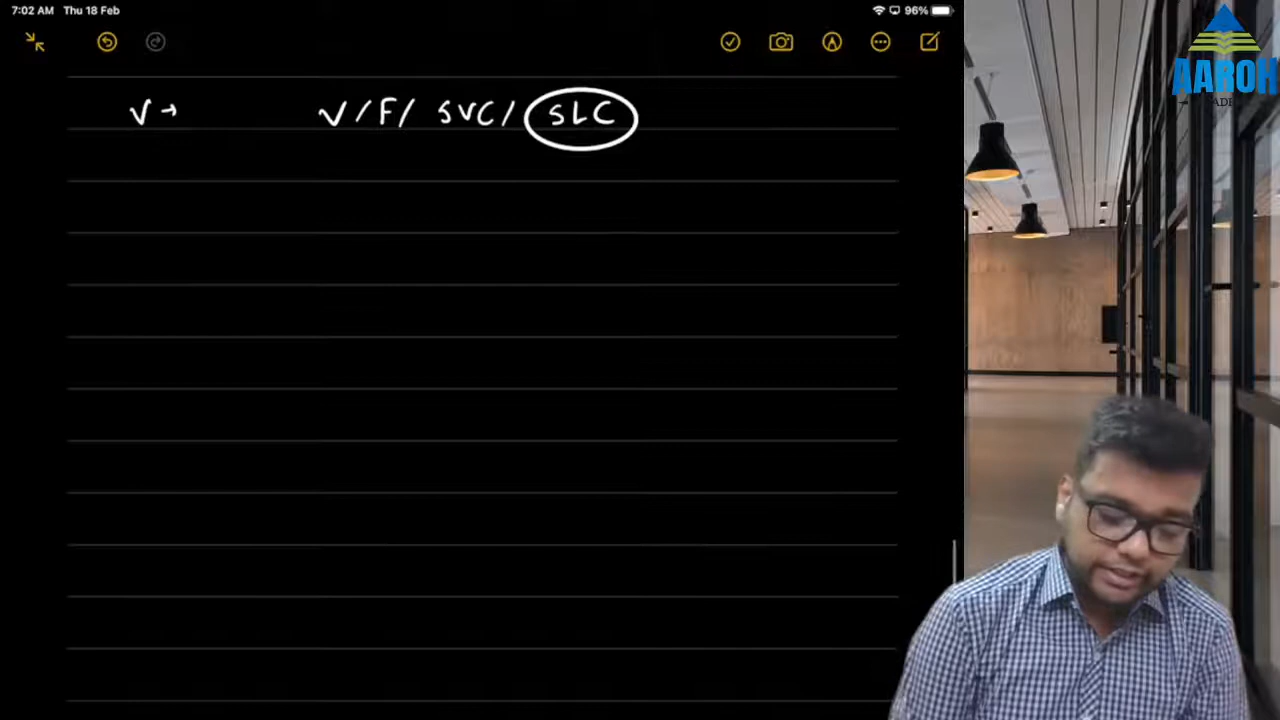 7:02 AM Thu 18 Feb 96%
V → V / F / SVC / SLC
AAROH